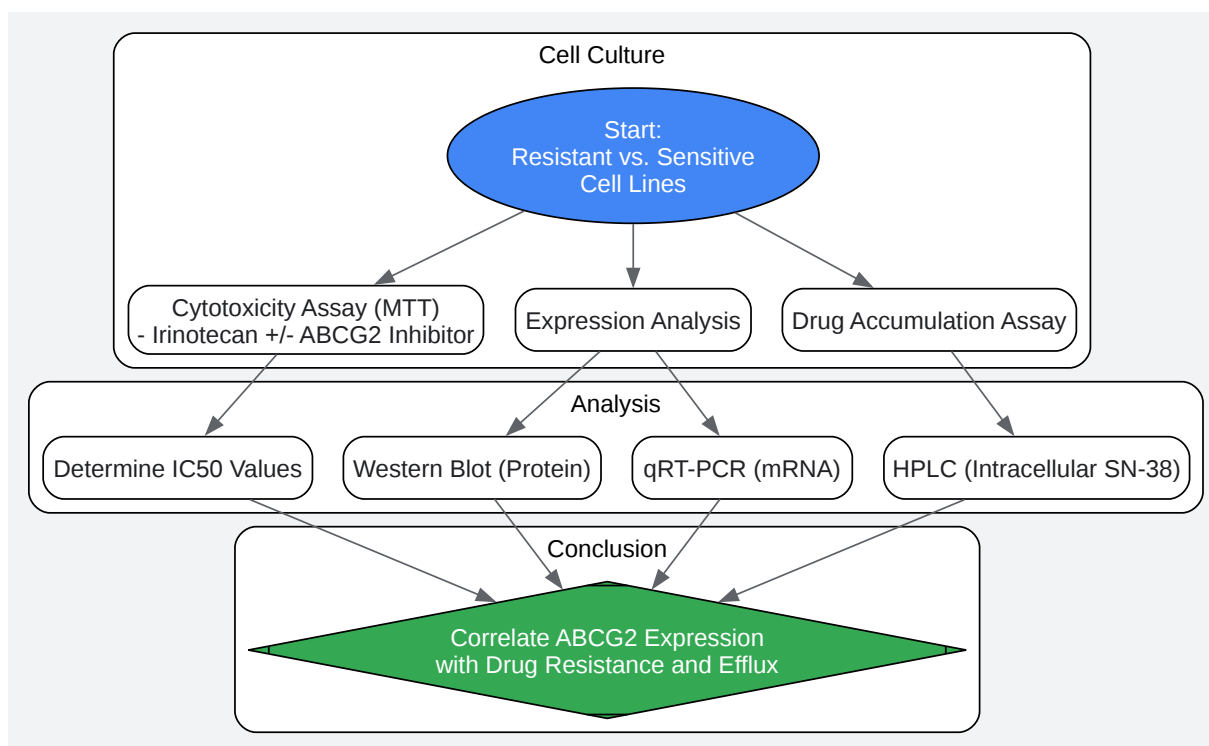 Cell Culture
Start:
Resistant vs. Sensitive
Cell Lines
Cytotoxicity Assay (MTT)
- Irinotecan +/- ABCG2 Inhibitor
Expression Analysis
Drug Accumulation Assay
Analysis
Determine IC50 Values
Western Blot (Protein)
qRT-PCR (mRNA)
HPLC (Intracellular SN-38)
Conclusion
Correlate ABCG2 Expression
with Drug Resistance and Efflux